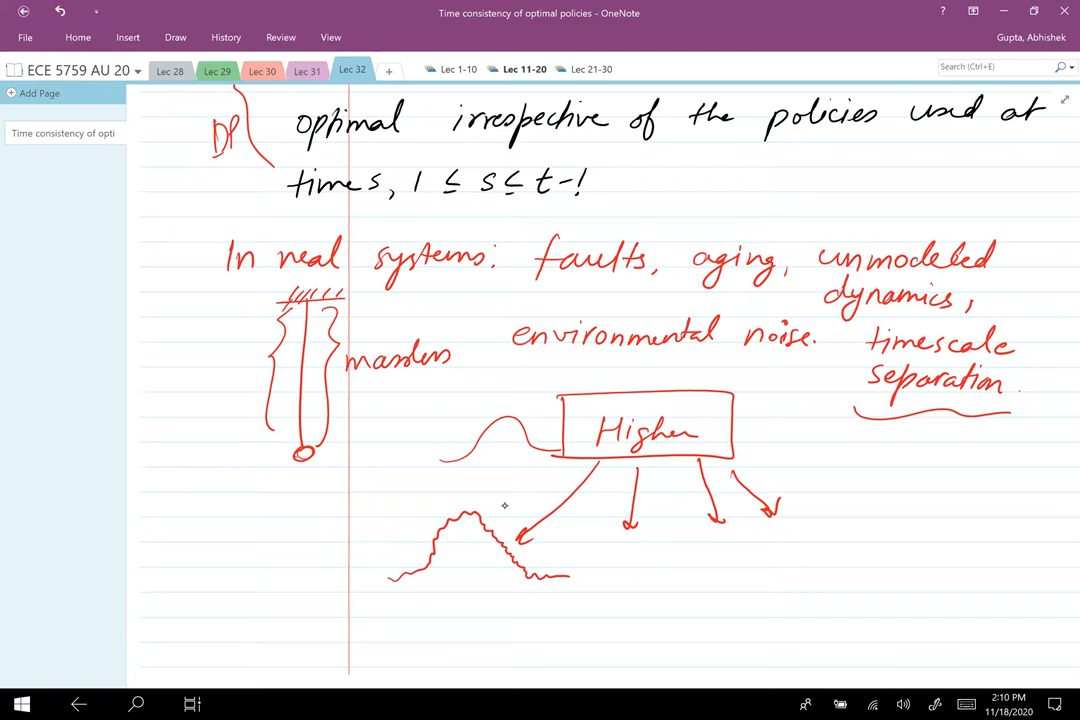 Time consistency of optimal policies - OneNote
?
File Home Insert Draw History Review View
Gupta, Abhishek
ECE 5759 AU 20 Lec 28 Lec 29 Lec 30 Lec 31 Lec 32 + Lec 1-10 Lec 11-20 Lec 21-30
Search (Ctrl+E)
Add Page
Time consistency of opti
DP
optimal irrespective of the policies used at
times, 1 ≤ s ≤ t-1
In real systems: faults, aging, unmodeled
dynamics,
environmental noise. timescale
separation.
massless
Higher
2:10 PM
11/18/2020